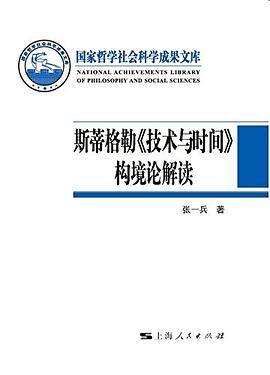 国家哲学社会科学成果文库
NATIONAL ACHIEVEMENTS LIBRARY
OF PHILOSOPHY AND SOCIAL SCIENCES
斯蒂格勒《技术与时间》
构境论解读
张一兵 著
上海人民出版社